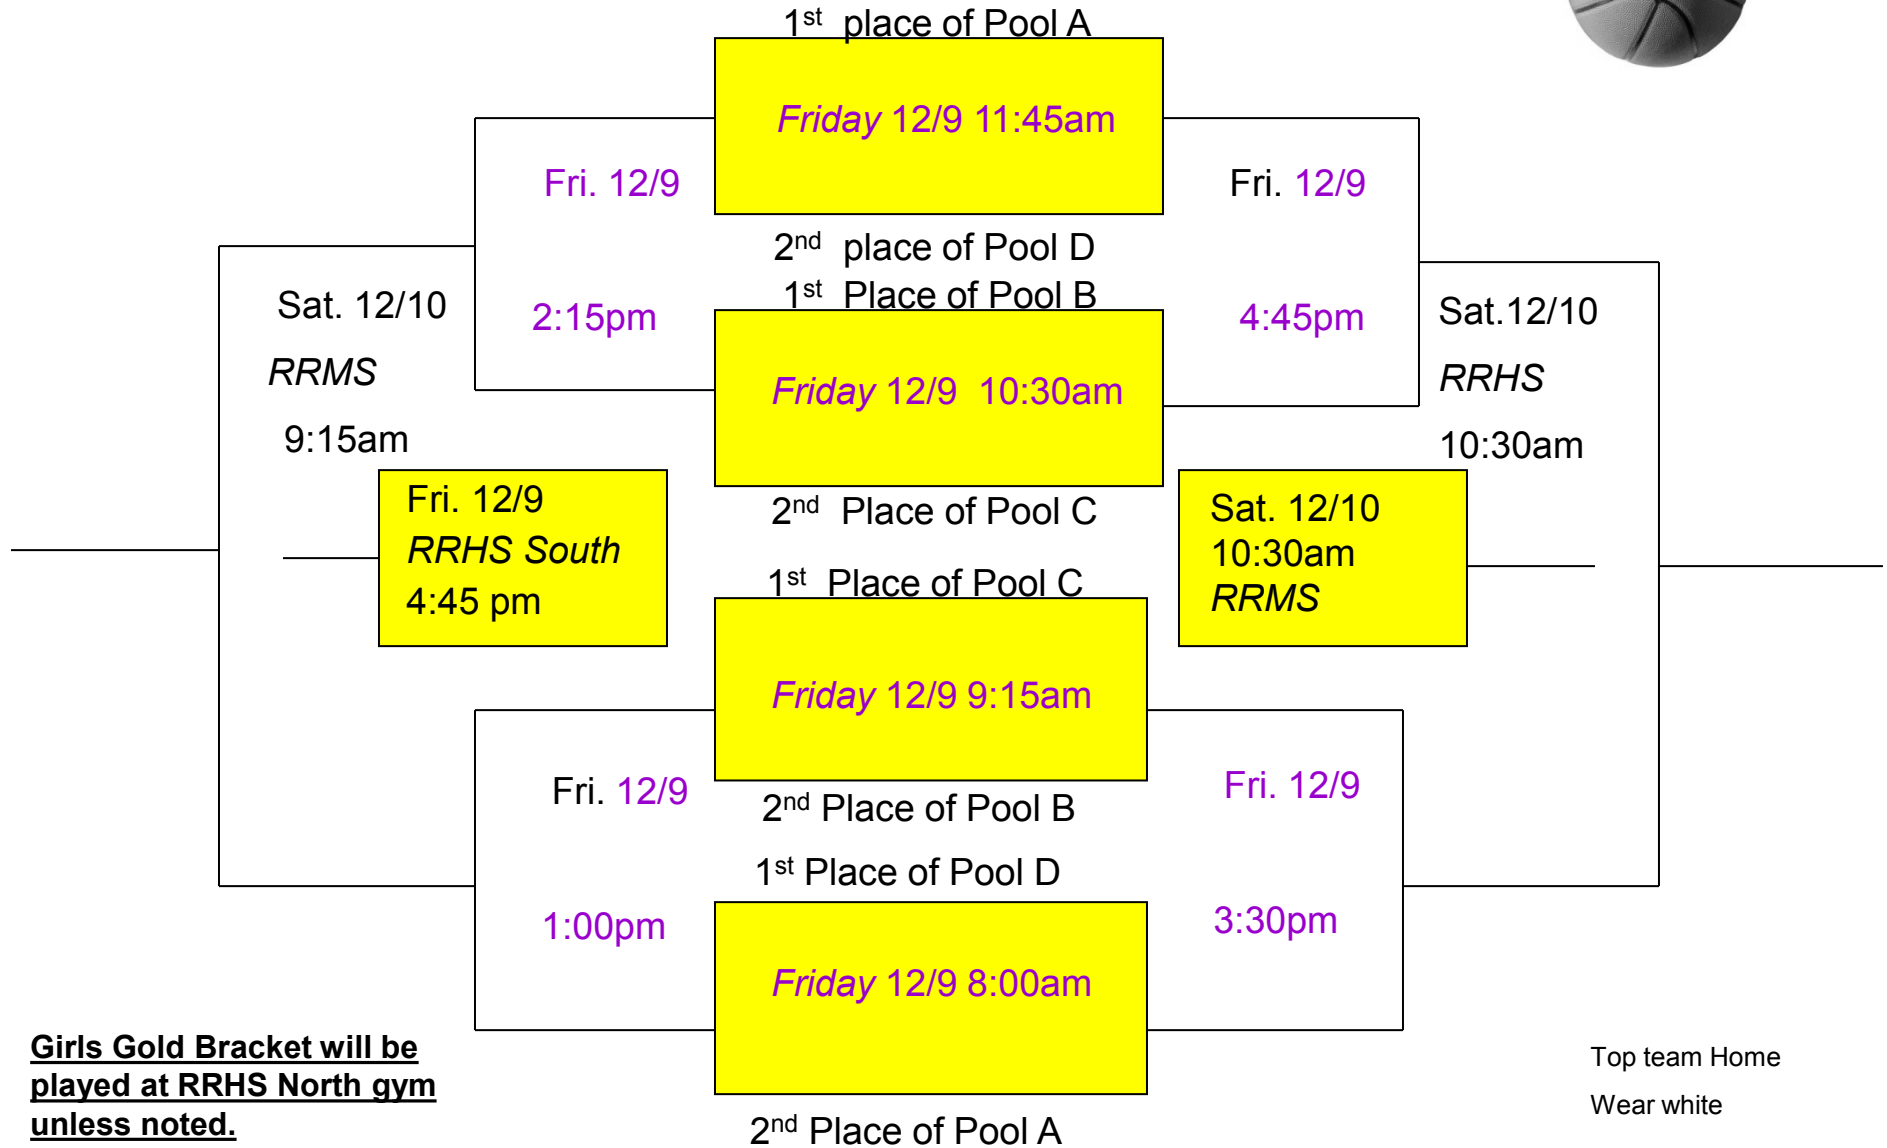 1st place of Pool A
Friday 12/9 11:45am
Fri. 12/9
Fri. 12/9
2nd place of Pool D
1st Place of Pool B
Sat. 12/10
2:15pm
4:45pm
Sat.12/10
RRMS
Friday 12/9 10:30am
RRHS
9:15am
10:30am
Fri. 12/9
RRHS South
4:45 pm
2nd Place of Pool C
Sat. 12/10
10:30am
RRMS
1st Place of Pool C
Friday 12/9 9:15am
Fri. 12/9
Fri. 12/9
2nd Place of Pool B
1st Place of Pool D
1:00pm
3:30pm
Friday 12/9 8:00am
Girls Gold Bracket will be
played at RRHS North gym
unless noted.
2nd Place of Pool A
Top team Home
Wear white